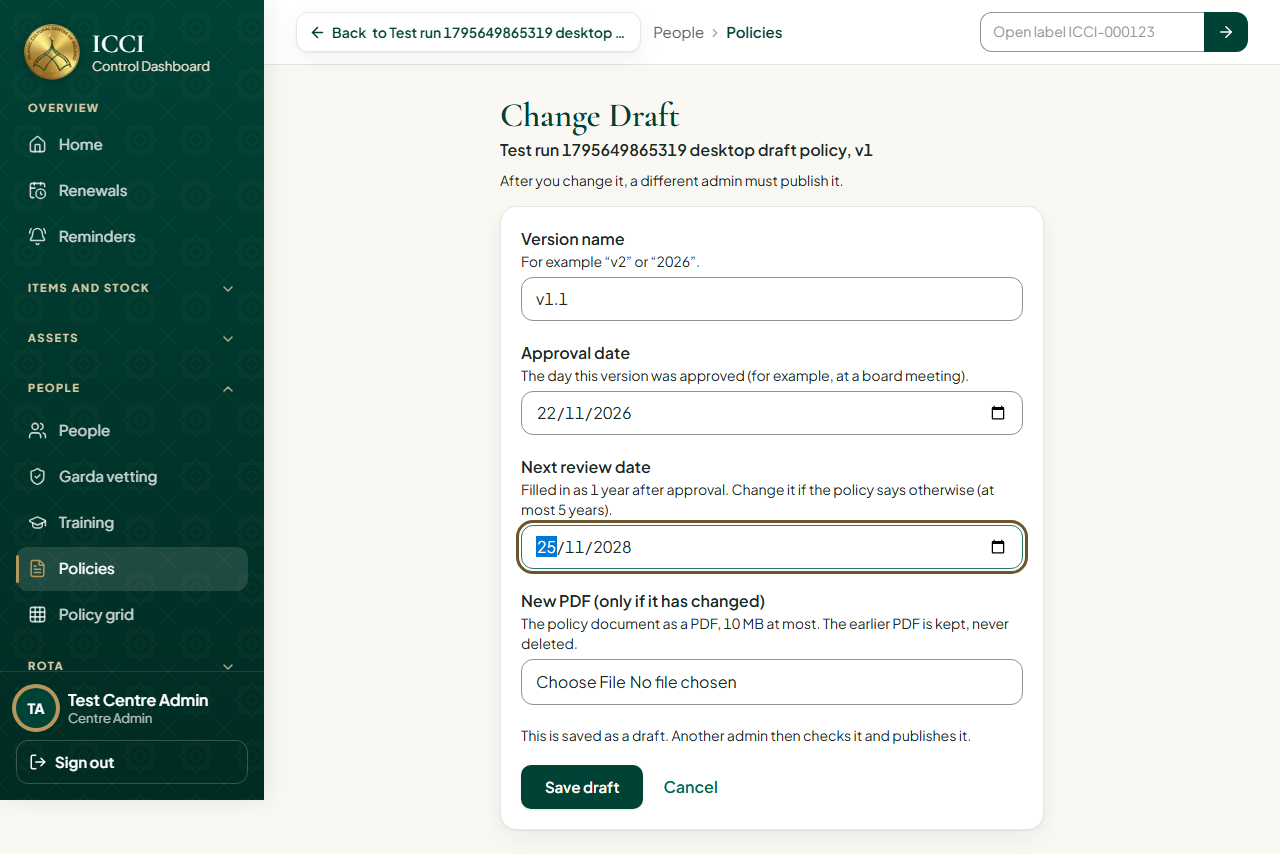 ICCI
Control Dashboard
OVERVIEW
Home
Renewals
Reminders
ITEMS AND STOCK
ASSETS
PEOPLE
People
Garda vetting
Training
Policies
Policy grid
ROTA
TA
Test Centre Admin
Centre Admin
Sign out
Back to Test run 1795649865319 desktop ...
People > Policies
Open label ICCI-000123
Change Draft
Test run 1795649865319 desktop draft policy, v1
After you change it, a different admin must publish it.
Version name
For example “v2” or “2026”.
v1.1
Approval date
The day this version was approved (for example, at a board meeting).
22/11/2026
Next review date
Filled in as 1 year after approval. Change it if the policy says otherwise (at
most 5 years).
25/11/2028
New PDF (only if it has changed)
The policy document as a PDF, 10 MB at most. The earlier PDF is kept, never
deleted.
Choose File No file chosen
This is saved as a draft. Another admin then checks it and publishes it.
Save draft
Cancel